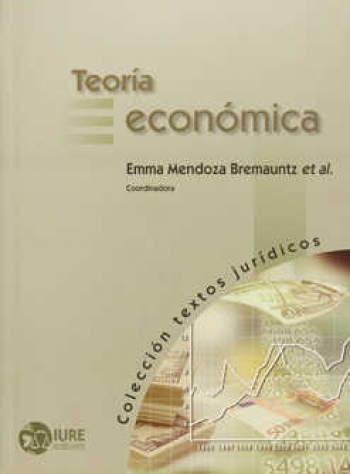 Teoría
económica
Emma Mendoza Bremauntz et al.
Coordinadora
Colección textos jurídicos
IURE